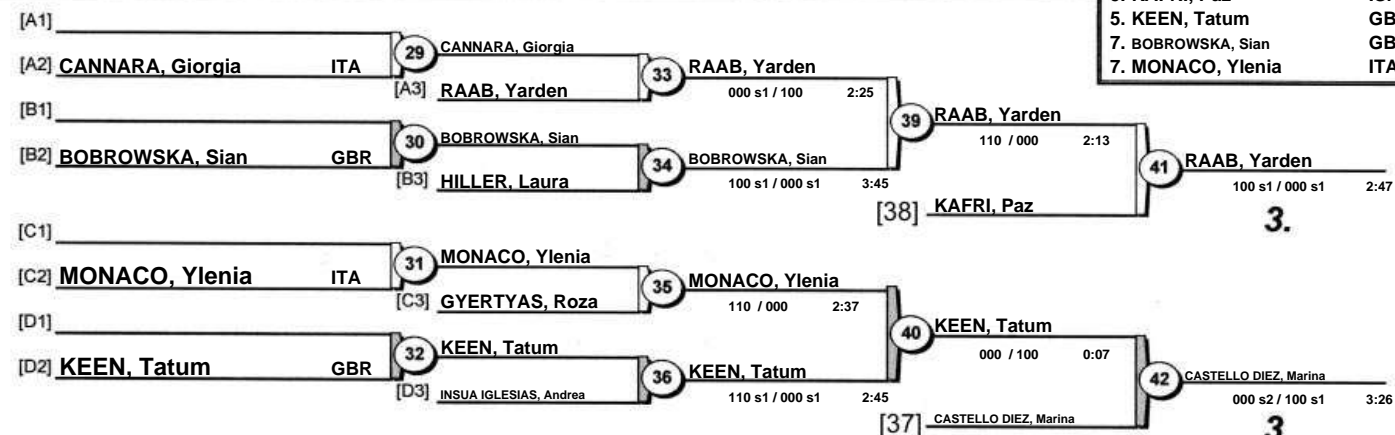 5. KEEN, Tatum GB
7. BOBROWSKA, Sian GB
7. MONACO, Ylenia ITA
[A1]
[A2] CANNARA, Giorgia ITA
29
CANNARA, Giorgia
[A3] RAAB, Yarden
33
RAAB, Yarden
000 s1 / 100 2:25
[B1]
[B2] BOBROWSKA, Sian GBR
30
BOBROWSKA, Sian
[B3] HILLER, Laura
34
BOBROWSKA, Sian
100 s1 / 000 s1 3:45
39
RAAB, Yarden
110 / 000 2:13
[38] KAFRI, Paz
41
RAAB, Yarden
100 s1 / 000 s1 2:47
3.
[C1]
[C2] MONACO, Ylenia ITA
31
MONACO, Ylenia
[C3] GYERTYAS, Roza
35
MONACO, Ylenia
110 / 000 2:37
[D1]
[D2] KEEN, Tatum GBR
32
KEEN, Tatum
[D3] INSUA IGLESIAS, Andrea
36
KEEN, Tatum
110 s1 / 000 s1 2:45
40
KEEN, Tatum
000 / 100 0:07
[37] CASTELLO DIEZ, Marina
42
CASTELLO DIEZ, Marina
000 s2 / 100 s1 3:26
3